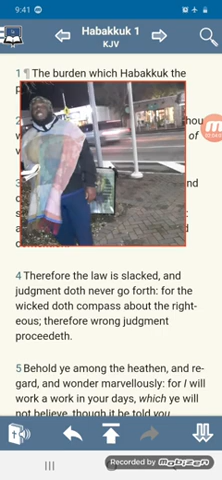 9:41
Habakkuk 1
KJV
1 ¶ The burden which Habakkuk the
2
of
3
nd
4 Therefore the law is slacked, and
judgment doth never go forth: for the
wicked doth compass about the right-
eous; therefore wrong judgment
proceedeth.
5 Behold ye among the heathen, and re-
gard, and wonder marvellously: for I will
work a work in your days, which ye will
not believe, though it be told you.
Recorded by mobizen